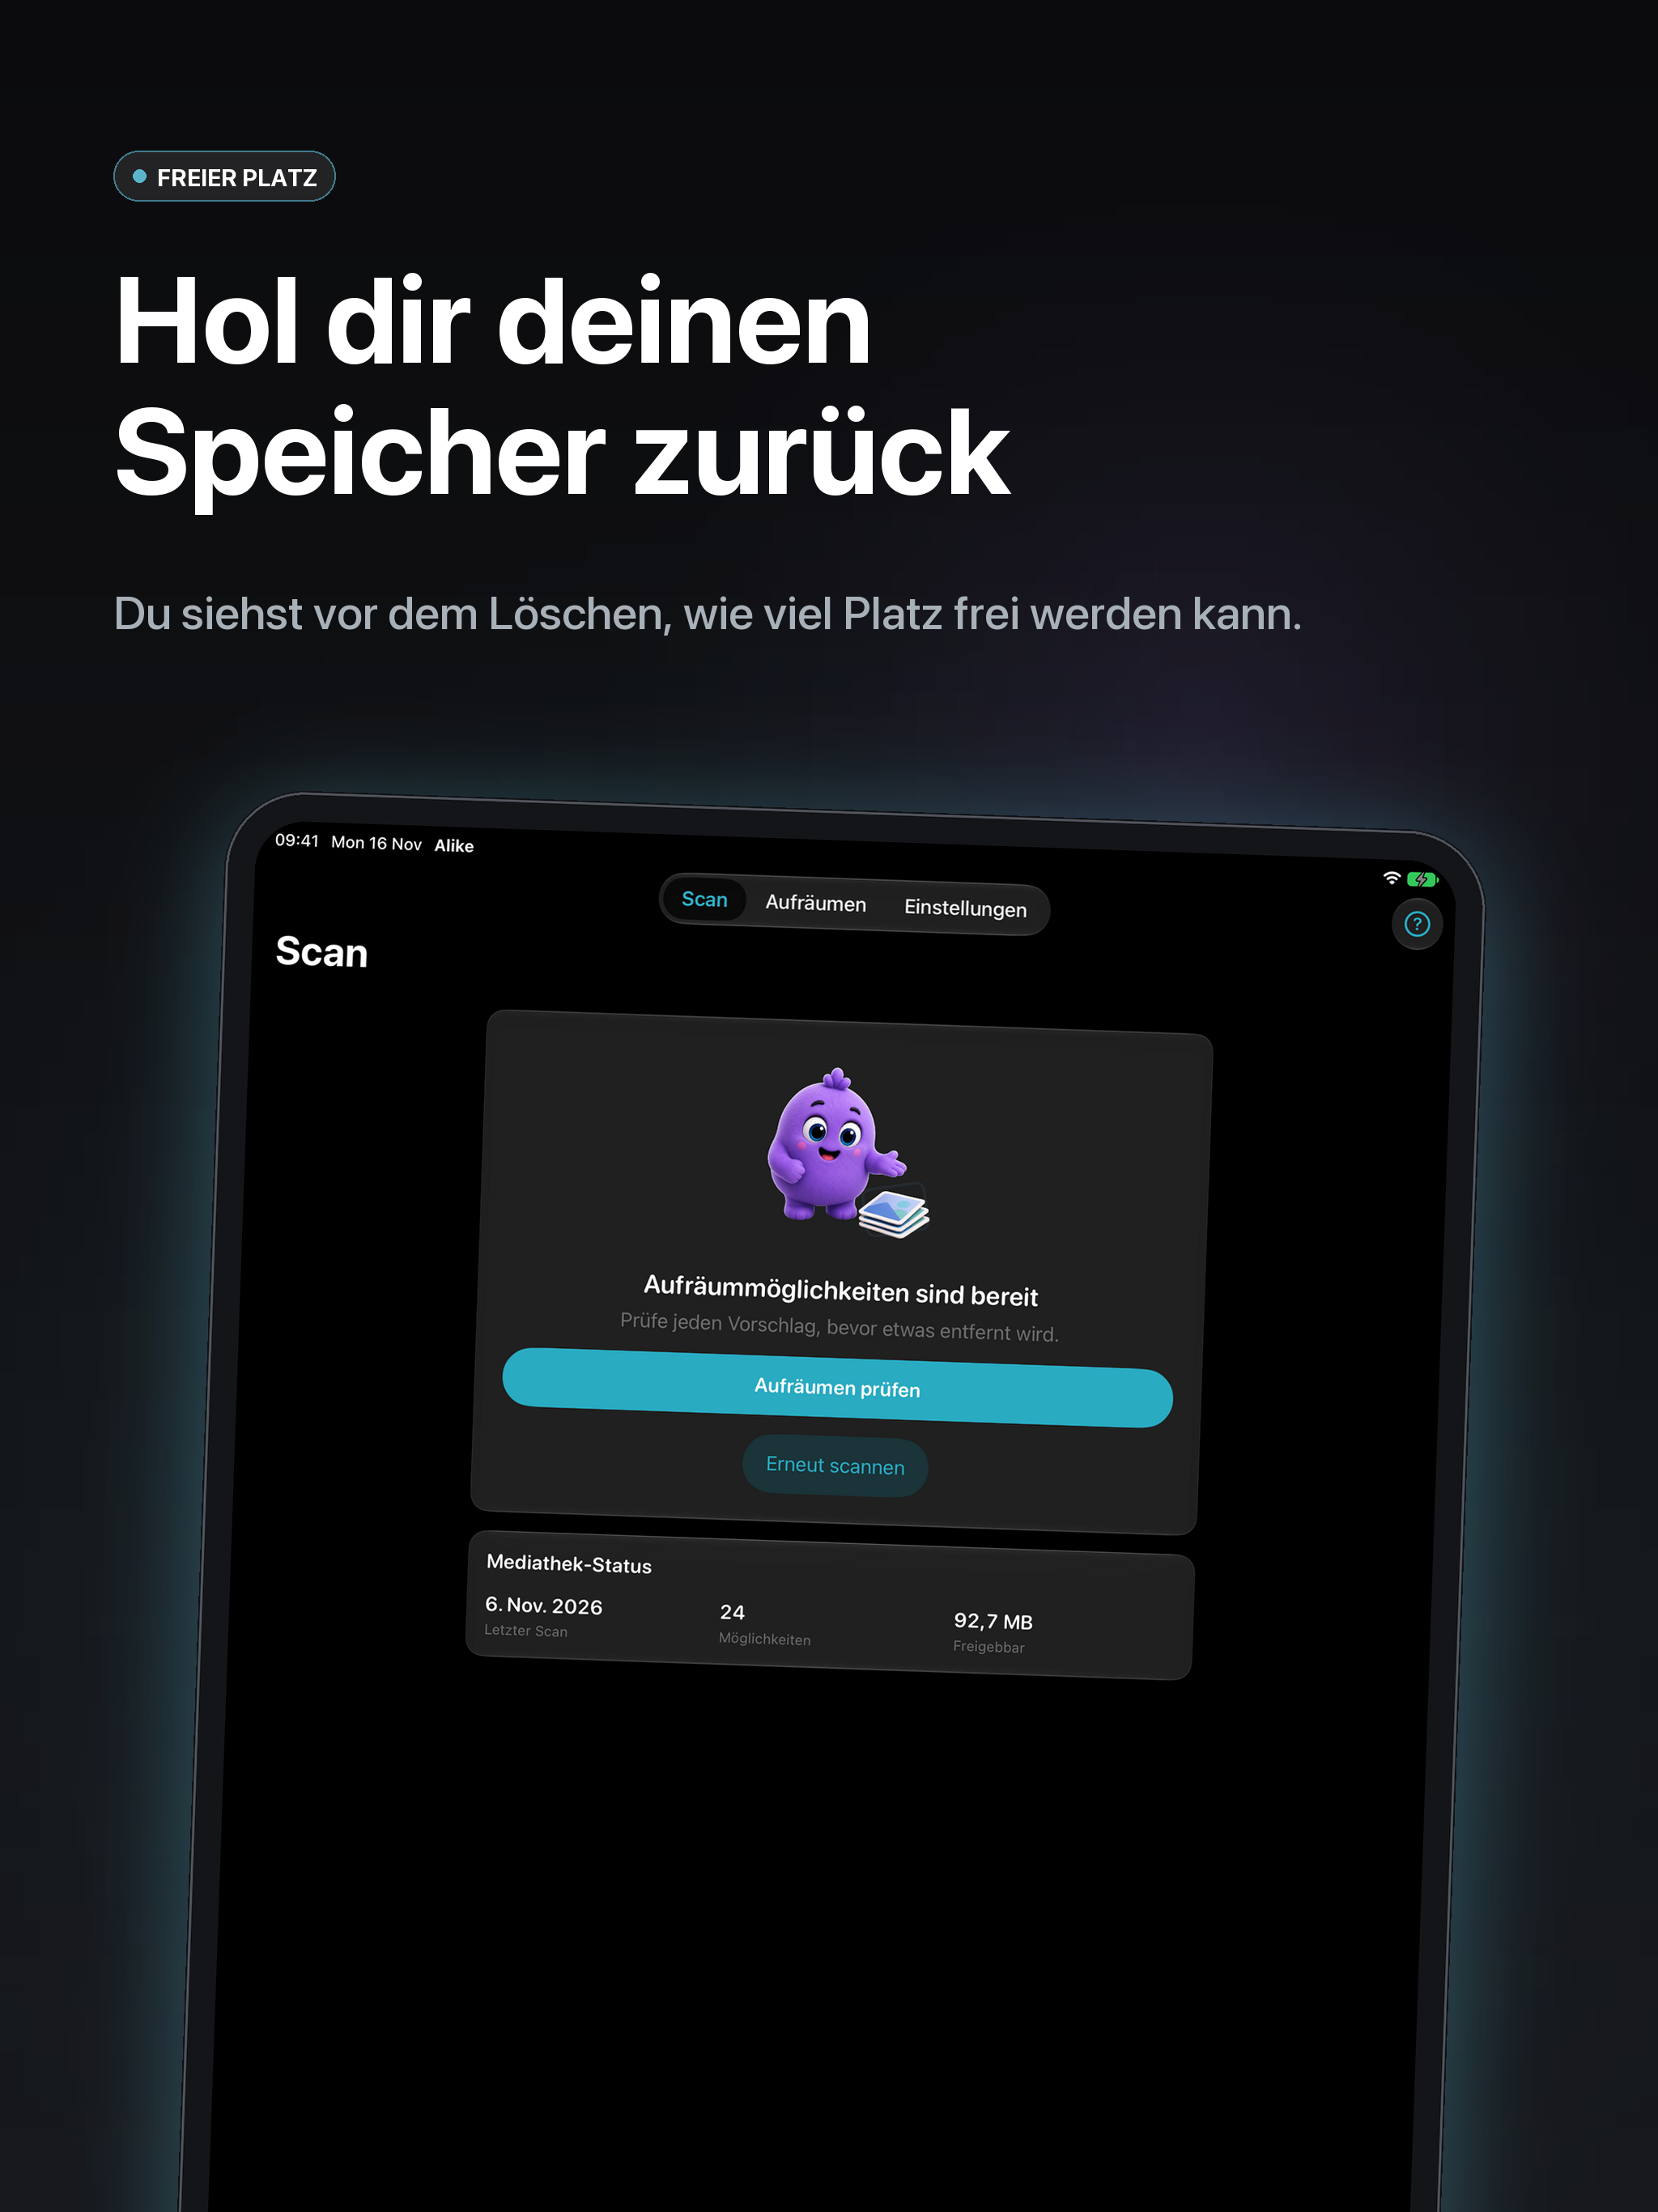 FREIER PLATZ
Hol dir deinen
Speicher zurück
Du siehst vor dem Löschen, wie viel Platz frei werden kann.
09:41 Mon 16 Nov Alike
Scan Aufräumen Einstellungen
?
Scan
Aufräummöglichkeiten sind bereit
Prüfe jeden Vorschlag, bevor etwas entfernt wird.
Aufräumen prüfen
Erneut scannen
Mediathek-Status
6. Nov. 2026 24 92,7 MB
Letzter Scan Möglichkeiten Freigebbar